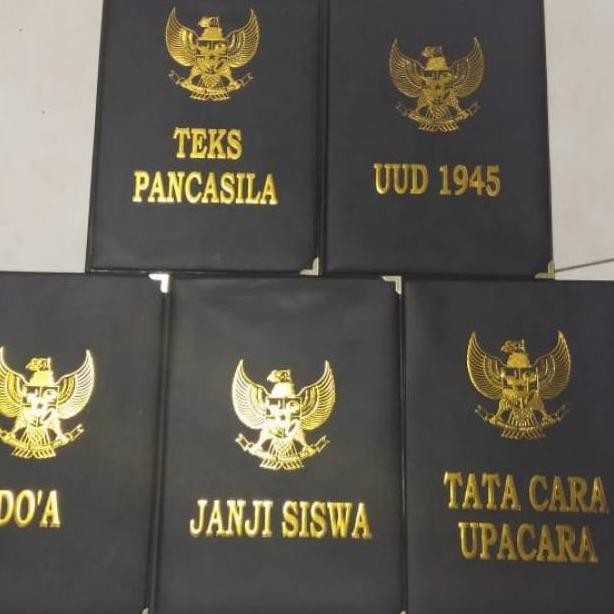 TEKS
PANCASILA
UUD 1945
DO'A
JANJI SISWA
TATA CARA
UPACARA